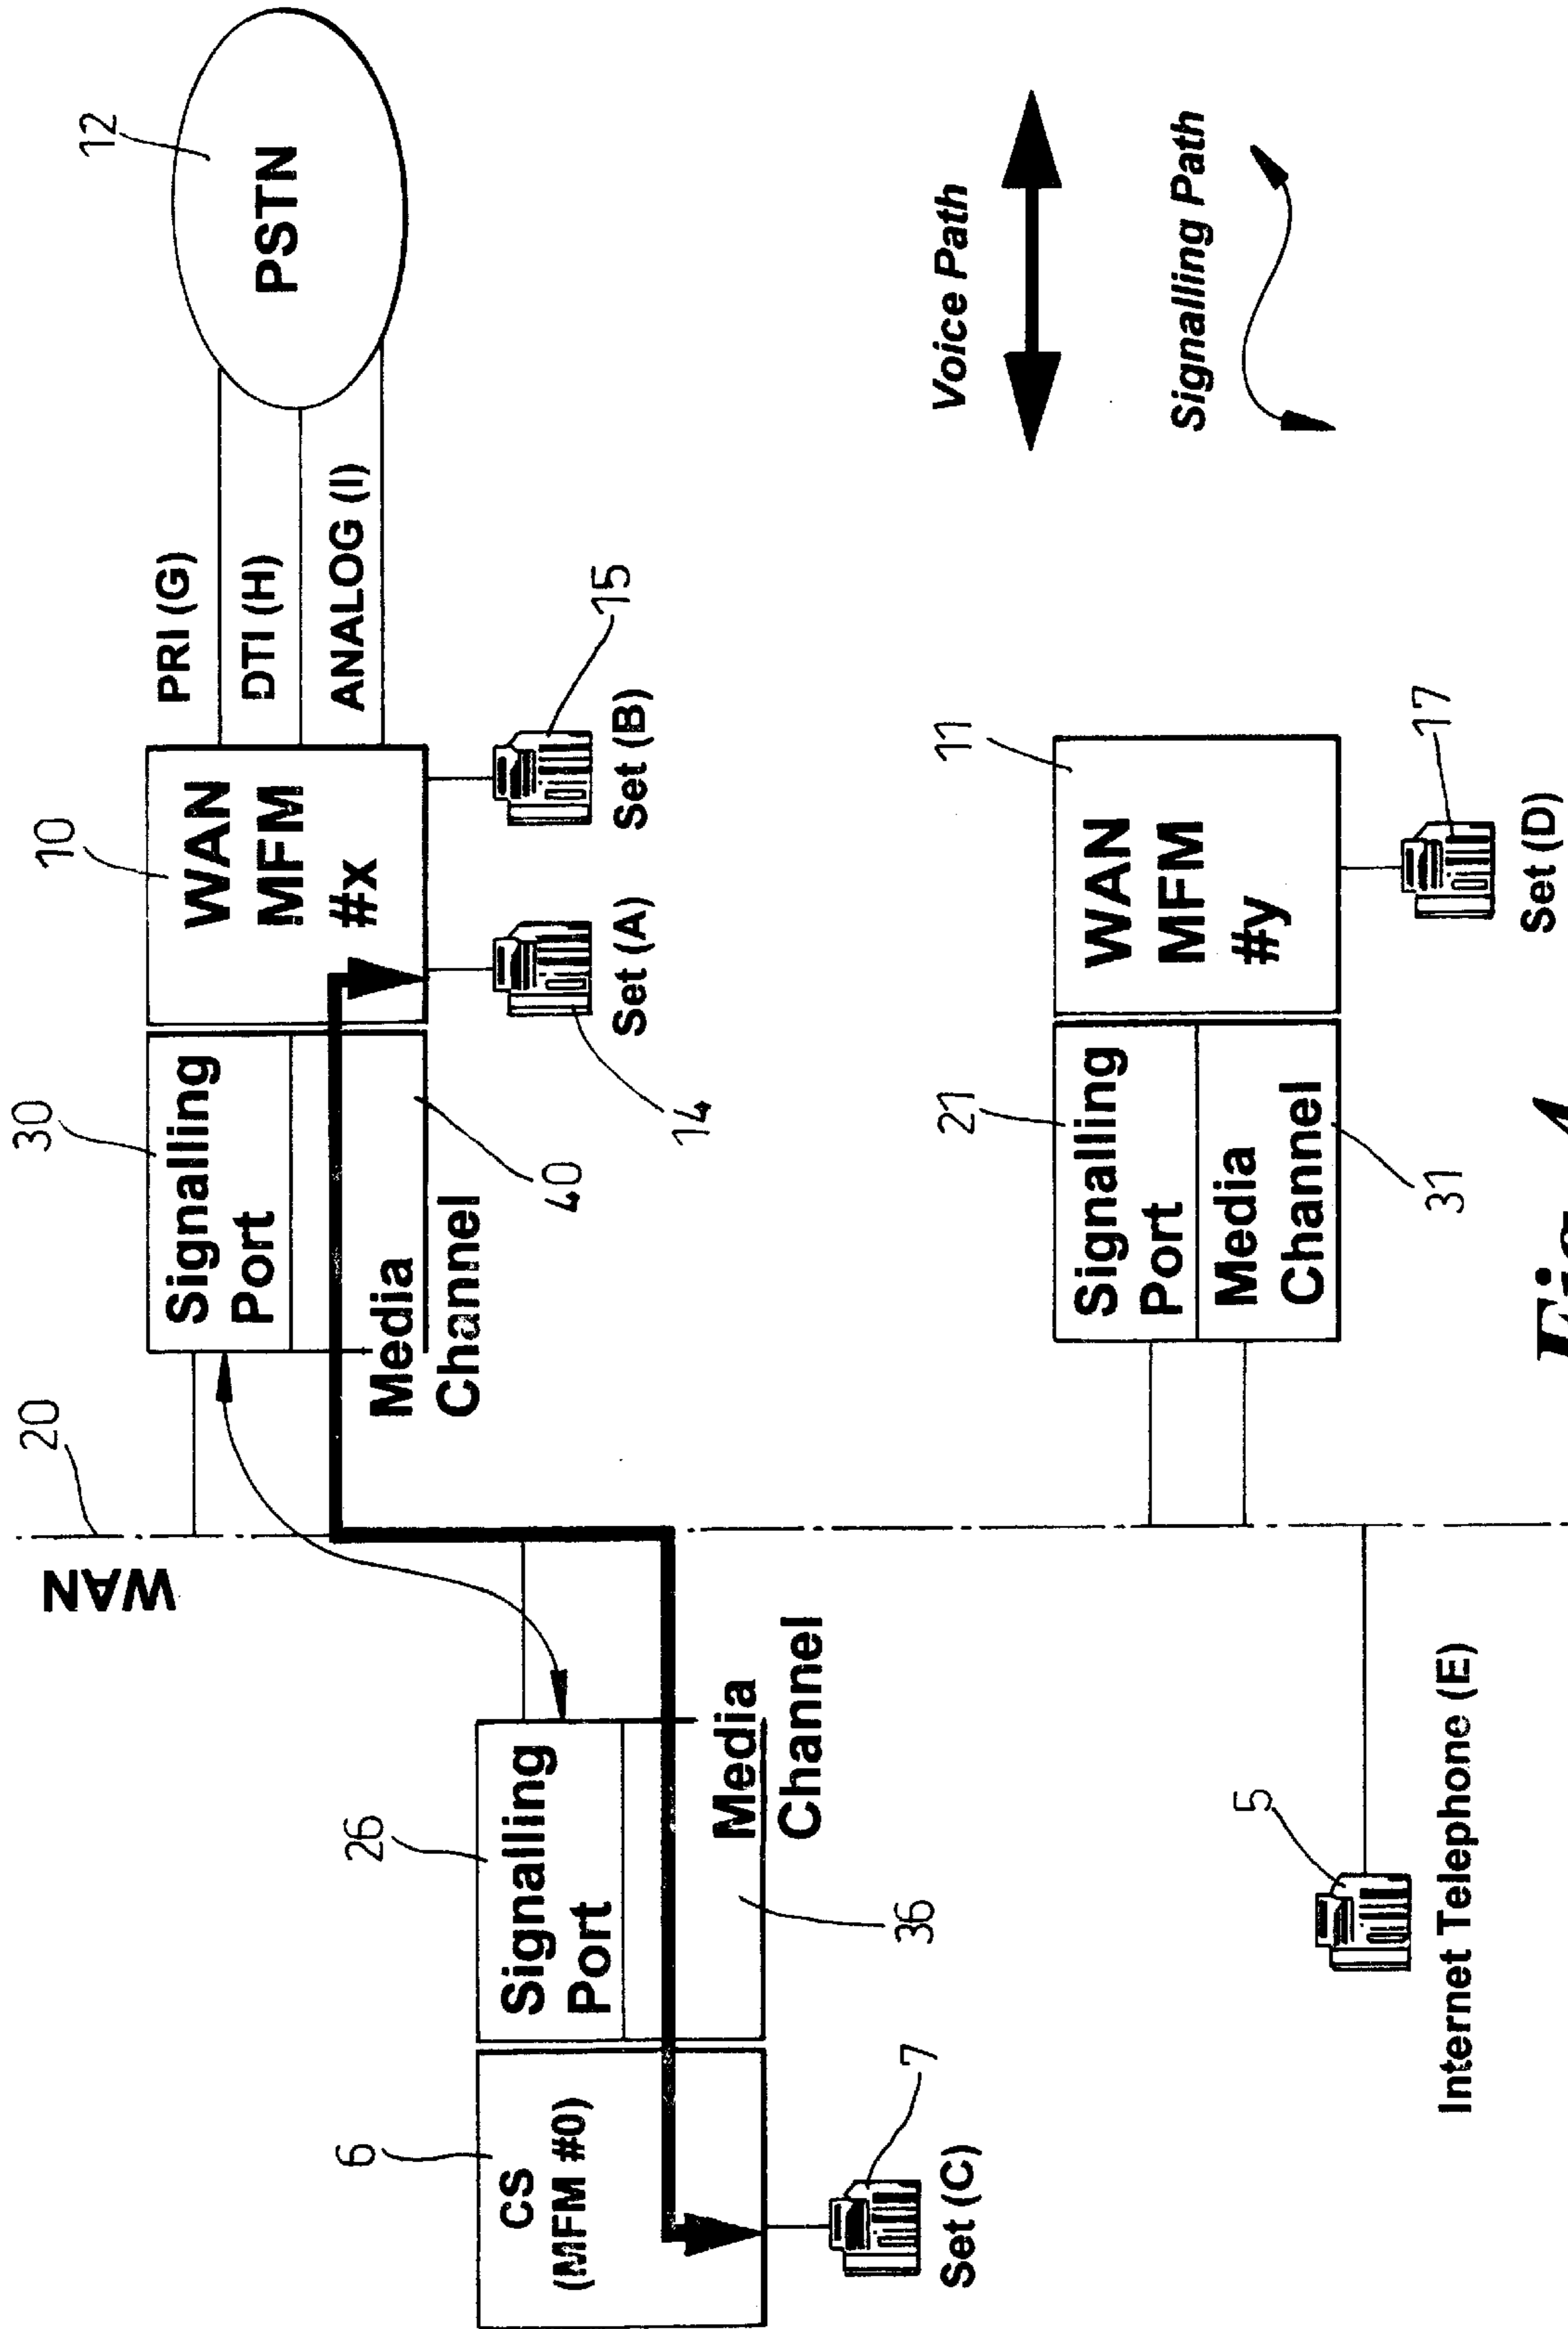 12
PSTN
PRI (G)
DTI (H)
ANALOG (I)
10
WAN
MFM
#x
15
Set (B)
Set (A)
14
30
Signalling
Port
40
Media
Channel
20
WAN
26
Signalling
Port
Media
Channel
36
6
CS
(MFM #0)
7
Set (C)
Voice Path
Signalling Path
11
WAN
MFM
#y
17
Set (D)
21
Signalling
Port
Media
Channel
31
5
Internet Telephone (E)